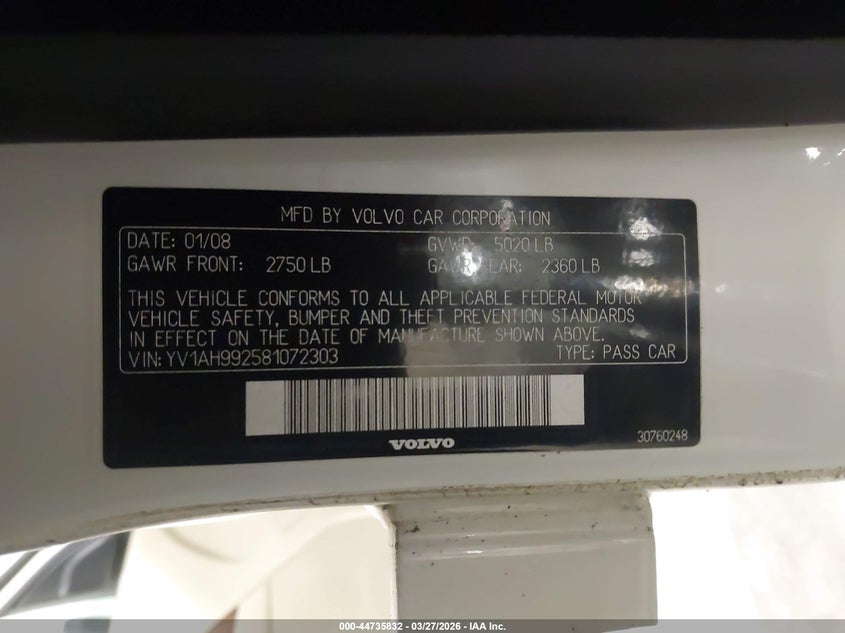 MFD BY VOLVO CAR CORPORATION
DATE: 01/08 GVWR: 5020 LB
GAWR FRONT: 2750 LB GAWR REAR: 2360 LB
THIS VEHICLE CONFORMS TO ALL APPLICABLE FEDERAL MOTOR
VEHICLE SAFETY, BUMPER AND THEFT PREVENTION STANDARDS
IN EFFECT ON THE DATE OF MANUFACTURE SHOWN ABOVE.
VIN: YV1AH992581072303 TYPE: PASS CAR
VOLVO
30760248
000-44735832 - 03/27/2026 - IAA Inc.